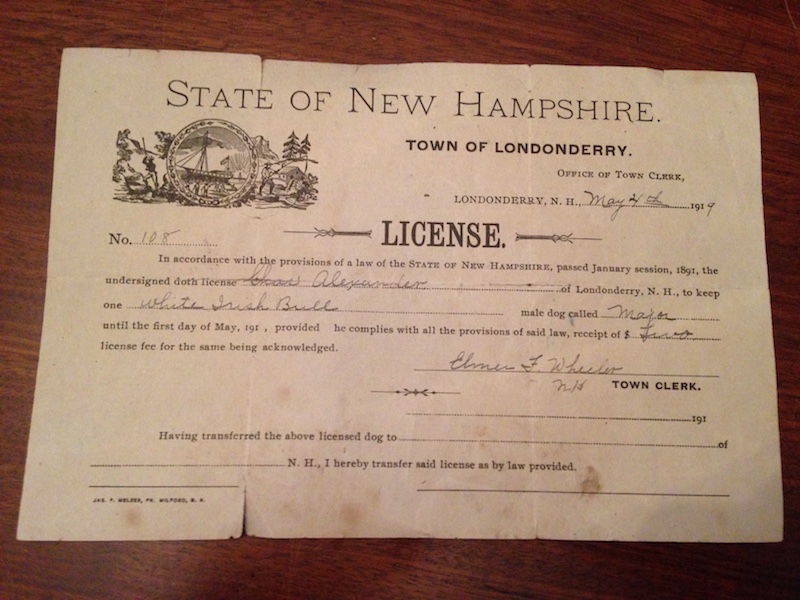 STATE OF NEW HAMPSHIRE.
TOWN OF LONDONDERRY.
OFFICE OF TOWN CLERK,
LONDONDERRY, N. H., May 4th 1919
No. 108
LICENSE.
In accordance with the provisions of a law of the STATE OF NEW HAMPSHIRE, passed January session, 1891, the
undersigned doth license Chas Alexander of Londonderry, N. H., to keep
one White Irish Bull male dog called Major
until the first day of May, 191 , provided he complies with all the provisions of said law, receipt of $ Two
license fee for the same being acknowledged.
Elmer F Wheeler
TOWN CLERK.
191
Having transferred the above licensed dog to of
N. H., I hereby transfer said license as by law provided.
JAS. P. MELZER, PR. MILFORD, N. H.